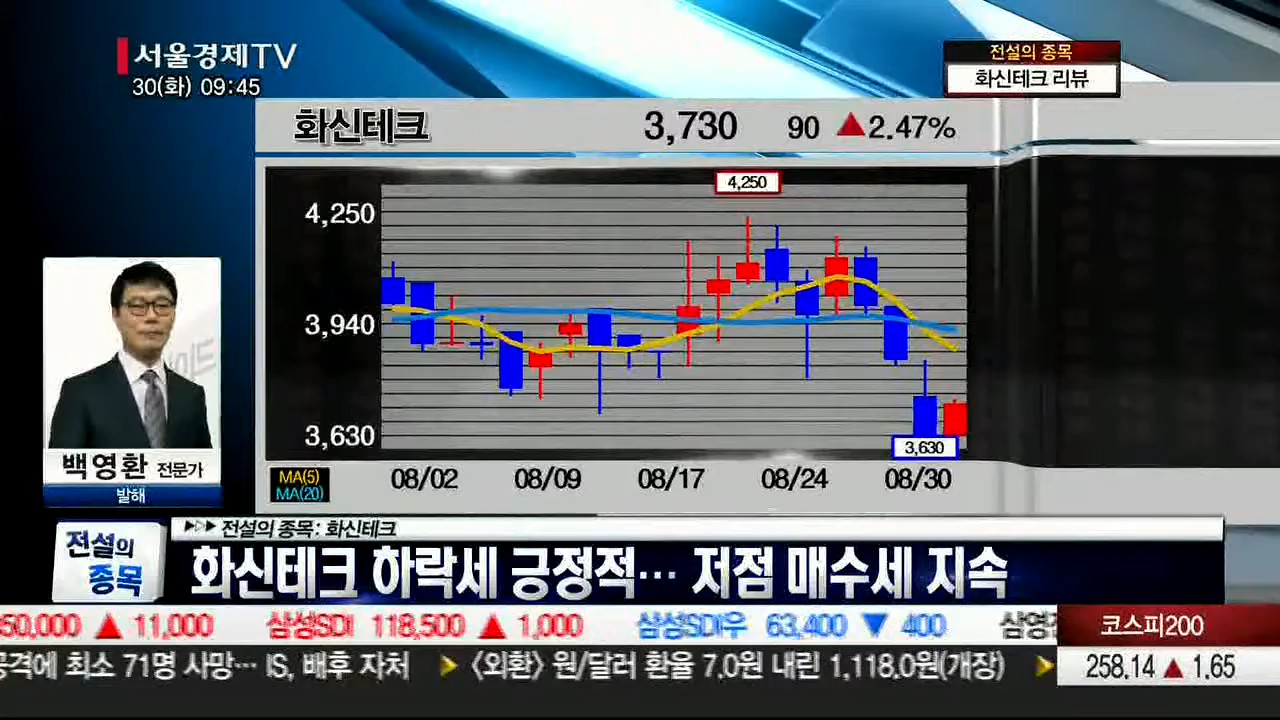 서울경제TV
30(화) 09:45
전설의 종목
화신테크 리뷰
화신테크 3,730 90 ▲2.47%
4,250
4,250
3,940
3,630
3,630
MA(5)
MA(20)
08/02 08/09 08/17 08/24 08/30
백영환 전문가
발해
전설의 종목: 화신테크
전설의
종목
화신테크 하락세 긍정적… 저점 매수세 지속
50,000 ▲ 11,000 삼성SDI 118,500 ▲ 1,000 삼성SDI우 63,400 ▼ 400 삼영
코스피200
공격에 최소 71명 사망… IS, 배후 자처 〈외환〉 원/달러 환율 7.0원 내린 1,118.0원(개장)
258.14 ▲ 1.65